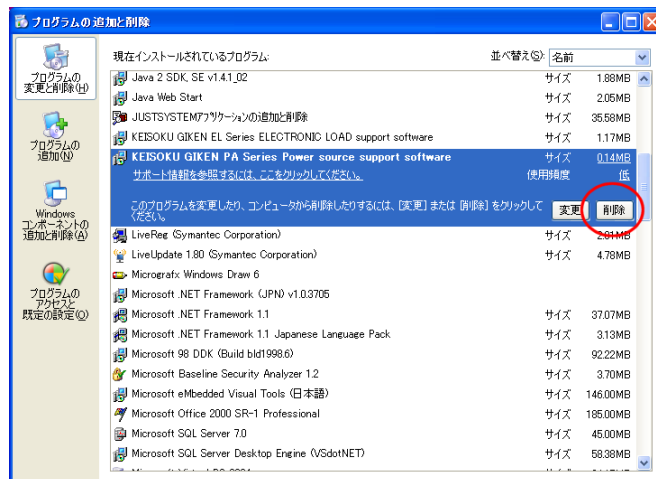 プログラムの追加と削除
現在インストールされているプログラム:
並べ替え(S): 名前
プログラムの
変更と削除(H)
プログラムの
追加(N)
Windows
コンポーネントの
追加と削除(A)
プログラムの
アクセスと
既定の設定(O)
Java 2 SDK, SE v1.4.1_02 サイズ 1.88MB
Java Web Start サイズ 2.05MB
JUSTSYSTEMアプリケーションの追加と削除 サイズ 35.58MB
KEISOKU GIKEN EL Series ELECTRONIC LOAD support software サイズ 1.17MB
KEISOKU GIKEN PA Series Power source support software サイズ 0.14MB
サポート情報を参照するには、ここをクリックしてください。 使用頻度 低
このプログラムを変更したり、コンピュータから削除したりするには、[変更] または [削除] をクリックして
ください。
変更 削除
LiveReg (Symantec Corporation) サイズ 2.81MB
LiveUpdate 1.80 (Symantec Corporation) サイズ 4.78MB
Micrografx Windows Draw 6
Microsoft .NET Framework (JPN) v1.0.3705
Microsoft .NET Framework 1.1 サイズ 37.07MB
Microsoft .NET Framework 1.1 Japanese Language Pack サイズ 3.13MB
Microsoft 98 DDK (Build bld1998.6) サイズ 92.22MB
Microsoft Baseline Security Analyzer 1.2 サイズ 3.70MB
Microsoft eMbedded Visual Tools (日本語) サイズ 146.00MB
Microsoft Office 2000 SR-1 Professional サイズ 185.00MB
Microsoft SQL Server 7.0 サイズ 45.00MB
Microsoft SQL Server Desktop Engine (VSdotNET) サイズ 58.38MB